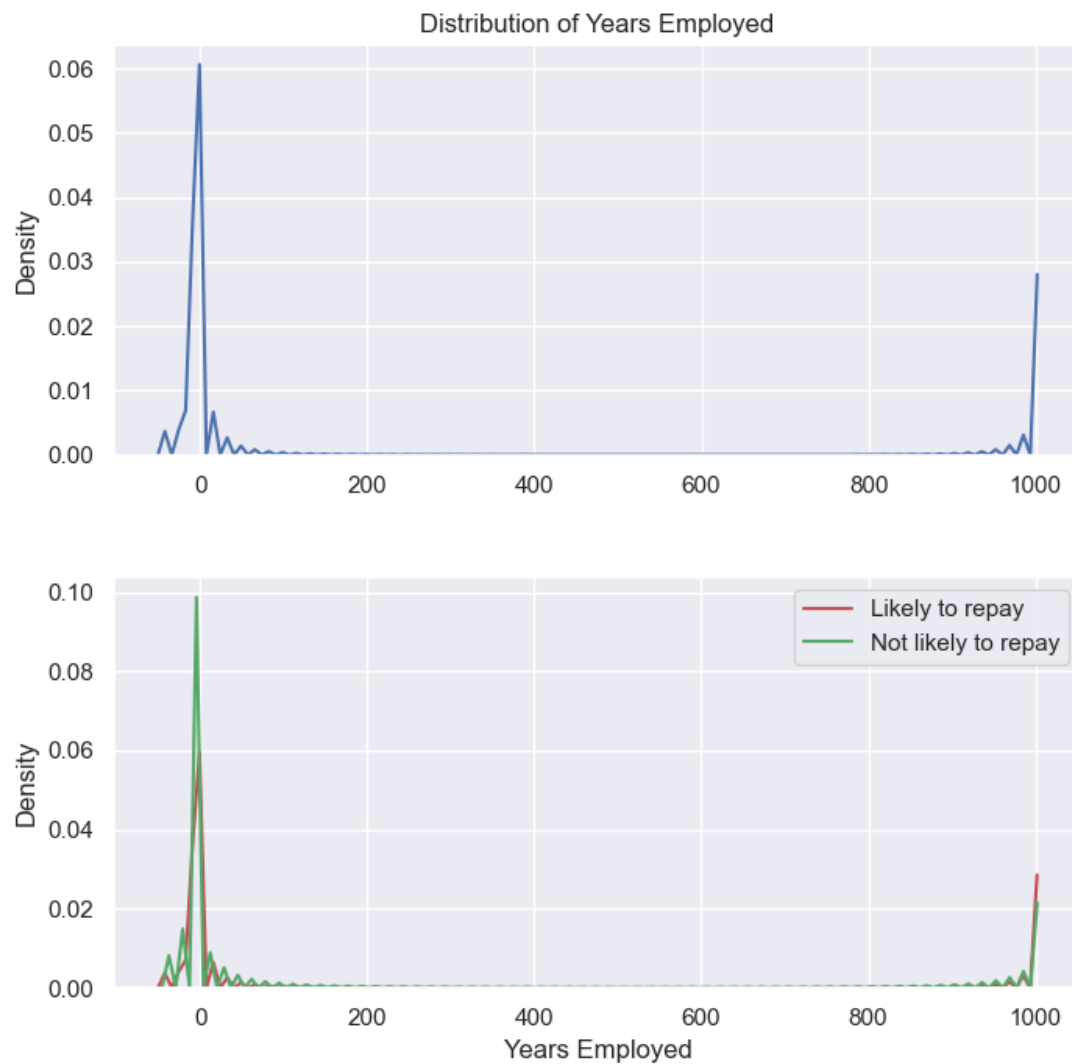 Distribution of Years Employed
0.06
0.05
0.04
0.03
0.02
0.01
0.00
Density
0 200 400 600 800 1000
0.10
0.08
0.06
0.04
0.02
0.00
Density
Likely to repay
Not likely to repay
0 200 400 600 800 1000
Years Employed